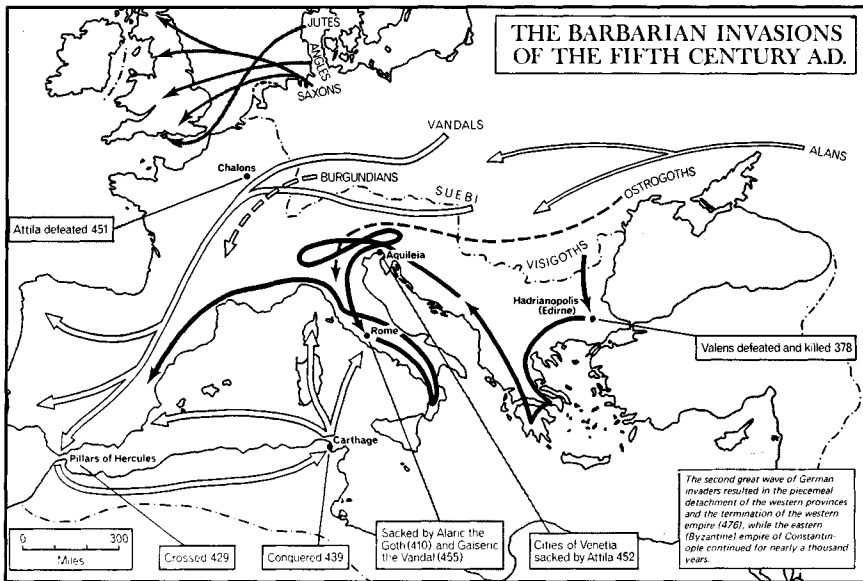 THE BARBARIAN INVASIONS
OF THE FIFTH CENTURY A.D.
JUTES
ANGLES
SAXONS
VANDALS
ALANS
Chalons
BURGUNDIANS
SUEBI
OSTROGOTHS
Attila defeated 451
VISIGOTHS
Aquileia
Hadrianopolis
(Edirne)
Rome
Valens defeated and killed 378
Carthage
Pillars of Hercules
The second great wave of German
invaders resulted in the piecemeal
detachment of the western provinces
and the termination of the western
empire (476), while the eastern
(Byzantine) empire of Constantin-
ople continued for nearly a thousand
years.
0 300
Miles
Crossed 429
Conquered 439
Sacked by Alaric the
Goth (410) and Gaiseric
the Vandal (455)
Cities of Venetia
sacked by Attila 452